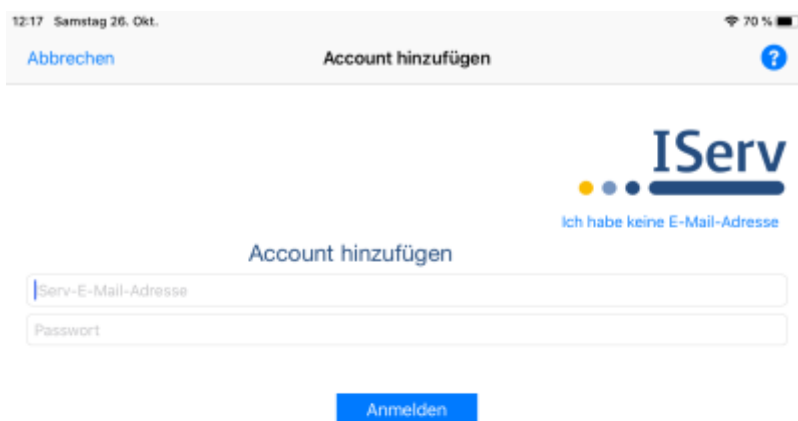 12:17 Samstag 26. Okt. 70 %
Abbrechen Account hinzufügen ?
IServ
Ich habe keine E-Mail-Adresse
Account hinzufügen
IServ-E-Mail-Adresse
Passwort
Anmelden